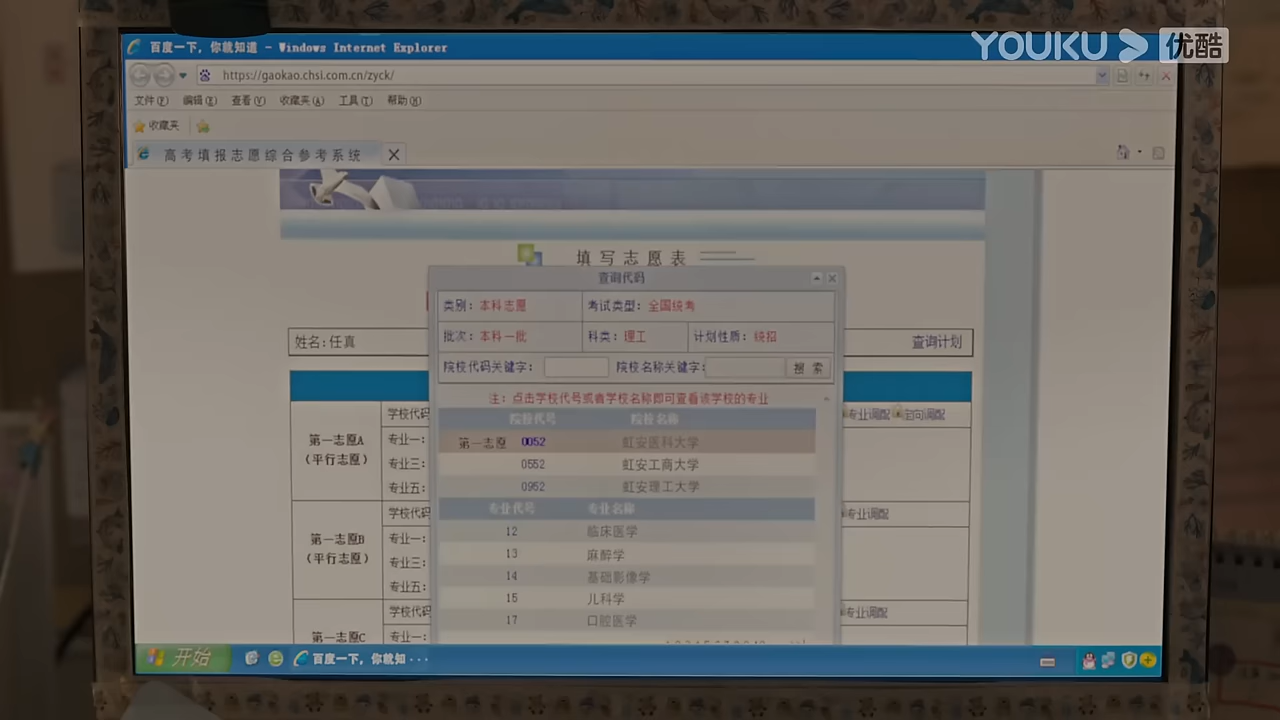 YOUKU 优酷
百度一下，你就知道 - Windows Internet Explorer
https://gaokao.chsi.com.cn/zyck/
文件(F) 编辑(E) 查看(V) 收藏夹(A) 工具(T) 帮助(H)
收藏夹
高考填报志愿综合参考系统
填写志愿表
查询代码
类别：本科志愿 考试类型：全国统考
批次：本科一批 科类：理工 计划性质：统招
姓名：任真 查询计划
院校代码关键字： 院校名称关键字： 搜索
注：点击学校代号或者学校名称即可查看该学校的专业
学校代码 专业调配 定向调配
院校代号 院校名称
第一志愿A
（平行志愿）
专业一：
专业三：
专业五：
第一志愿 0052 虹安医科大学
0552 虹安工商大学
0952 虹安理工大学
专业代号 专业名称
学校代码 专业调配
第一志愿B
（平行志愿）
专业一：
专业三：
专业五：
12 临床医学
13 麻醉学
14 基础影像学
15 儿科学
17 口腔医学
学校代码 专业调配
第一志愿C
专业一：
开始 百度一下，你就知···